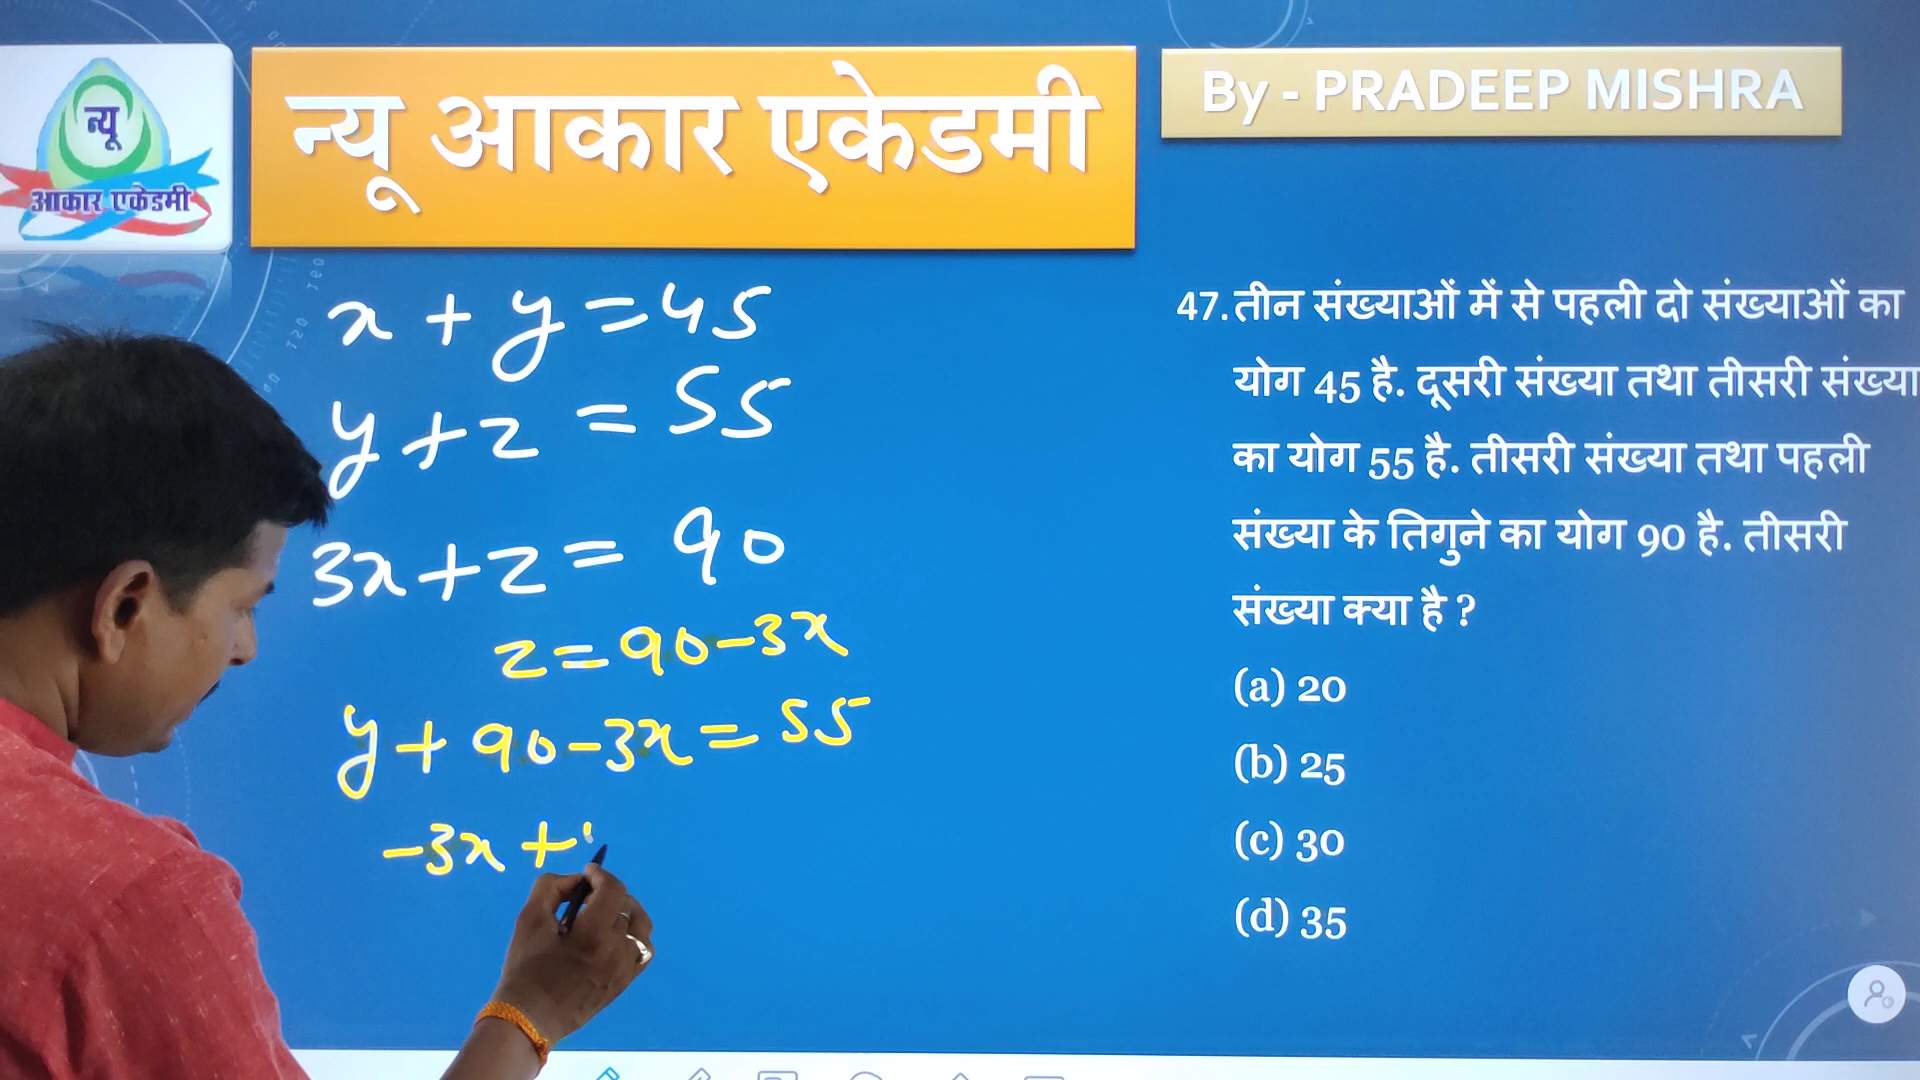 न्यू
आकार एकेडमी
न्यू आकार एकेडमी
By - PRADEEP MISHRA
x + y = 45
y + z = 55
3x + z = 90
z = 90 - 3x
y + 90 - 3x = 55
-3x +
47. तीन संख्याओं में से पहली दो संख्याओं का
योग 45 है. दूसरी संख्या तथा तीसरी संख्या
का योग 55 है. तीसरी संख्या तथा पहली
संख्या के तिगुने का योग 90 है. तीसरी
संख्या क्या है ?
(a) 20
(b) 25
(c) 30
(d) 35